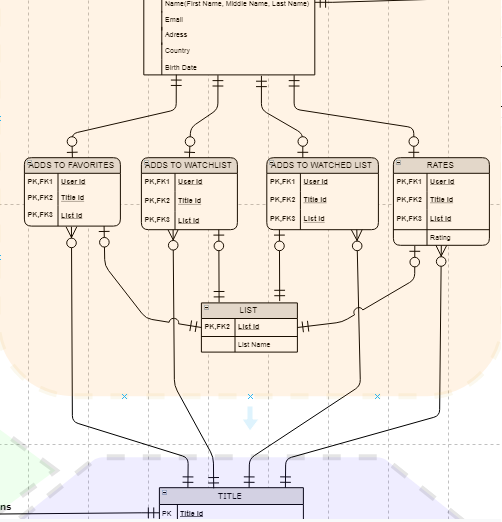 Name(First Name, Middle Name, Last Name)
Email
Adress
Country
Birth Date
ADDS TO FAVORITES
PK,FK1 User Id
PK,FK2 Title Id
PK,FK3 List Id
ADDS TO WATCHLIST
PK,FK1 User Id
PK,FK2 Title Id
PK,FK3 List Id
ADDS TO WATCHED LIST
PK,FK1 User Id
PK,FK2 Title Id
PK,FK3 List Id
RATES
PK,FK1 User Id
PK,FK2 Title Id
PK,FK3 List Id
Rating
LIST
PK,FK2 List Id
List Name
TITLE
ns
PK Title Id